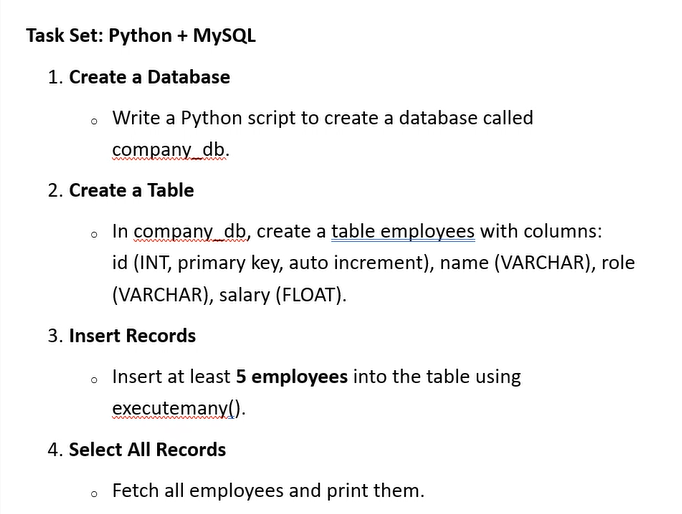 Task Set: Python + MySQL
1. Create a Database
o Write a Python script to create a database called
company_db.
2. Create a Table
o In company_db, create a table employees with columns:
id (INT, primary key, auto increment), name (VARCHAR), role
(VARCHAR), salary (FLOAT).
3. Insert Records
o Insert at least 5 employees into the table using
executemany().
4. Select All Records
o Fetch all employees and print them.